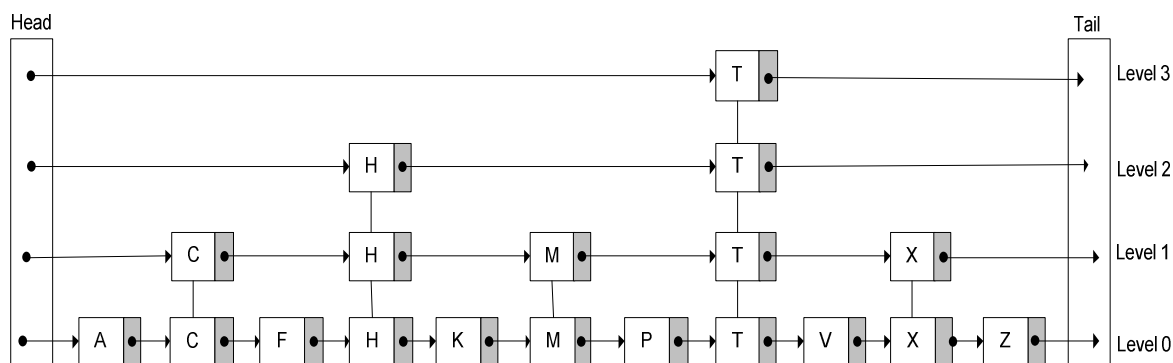 Head Tail
T Level 3
H T Level 2
C H M T X Level 1
A C F H K M P T V X Z Level 0